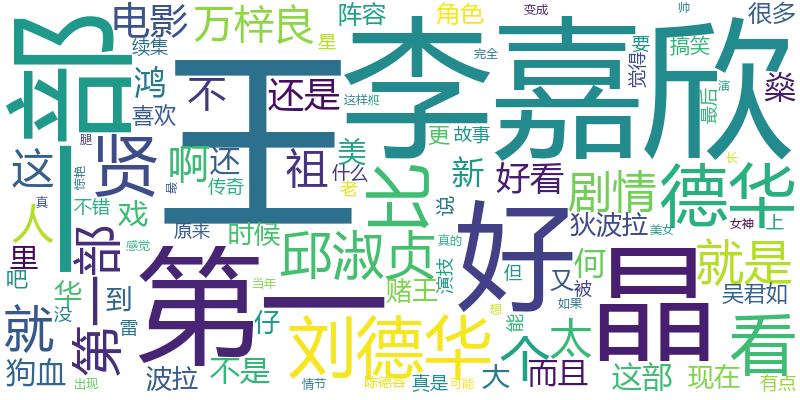 一部
电影
万梓良
阵容
角色
变成
帅
很多
续集
星
李嘉欣
要
搞笑
觉得
完全
鸿
喜欢
不
还是
王
这样
最后
演
燊
腿
这
贤
啊
还
祖
美
什么
更
故事
比
新
好看
剧情
德华
长
真
惊艳
最
传奇
老
人
不错
戏
说
狄波拉
女神
上
美女
里
第一部
原来
时候
邱淑贞
真的
好
晶
就是
感觉
吧
华
到
第一
当年
赌王
演技
但
又
何
被
吴君如
没
雷
仔
刘德华
想
能
如果
就
个
太
看
狗血
波拉
不是
大
而且
这部
现在
出现
情节
陈德容
真是
可能
有点